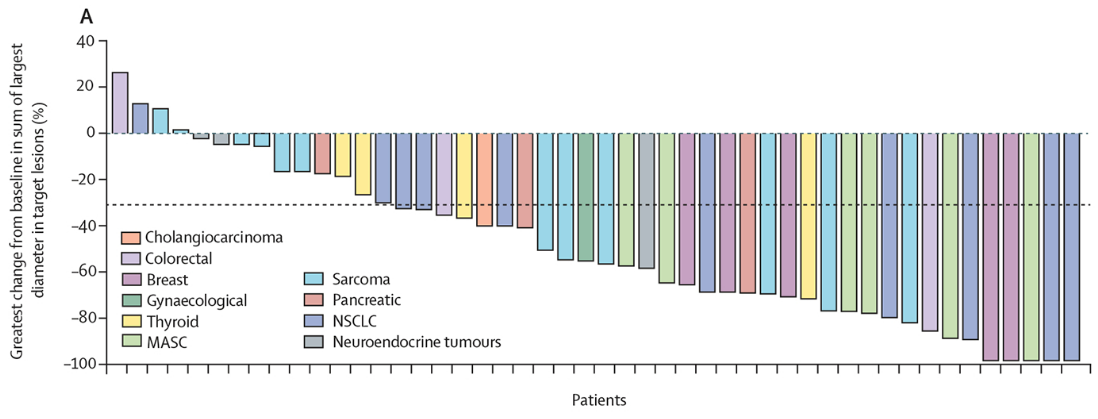 A
Greatest change from baseline in sum of largest
diameter in target lesions (%)
40
20
0
–20
–40
–60
–80
–100
Cholangiocarcinoma
Colorectal
Breast
Gynaecological
Thyroid
MASC
Sarcoma
Pancreatic
NSCLC
Neuroendocrine tumours
Patients